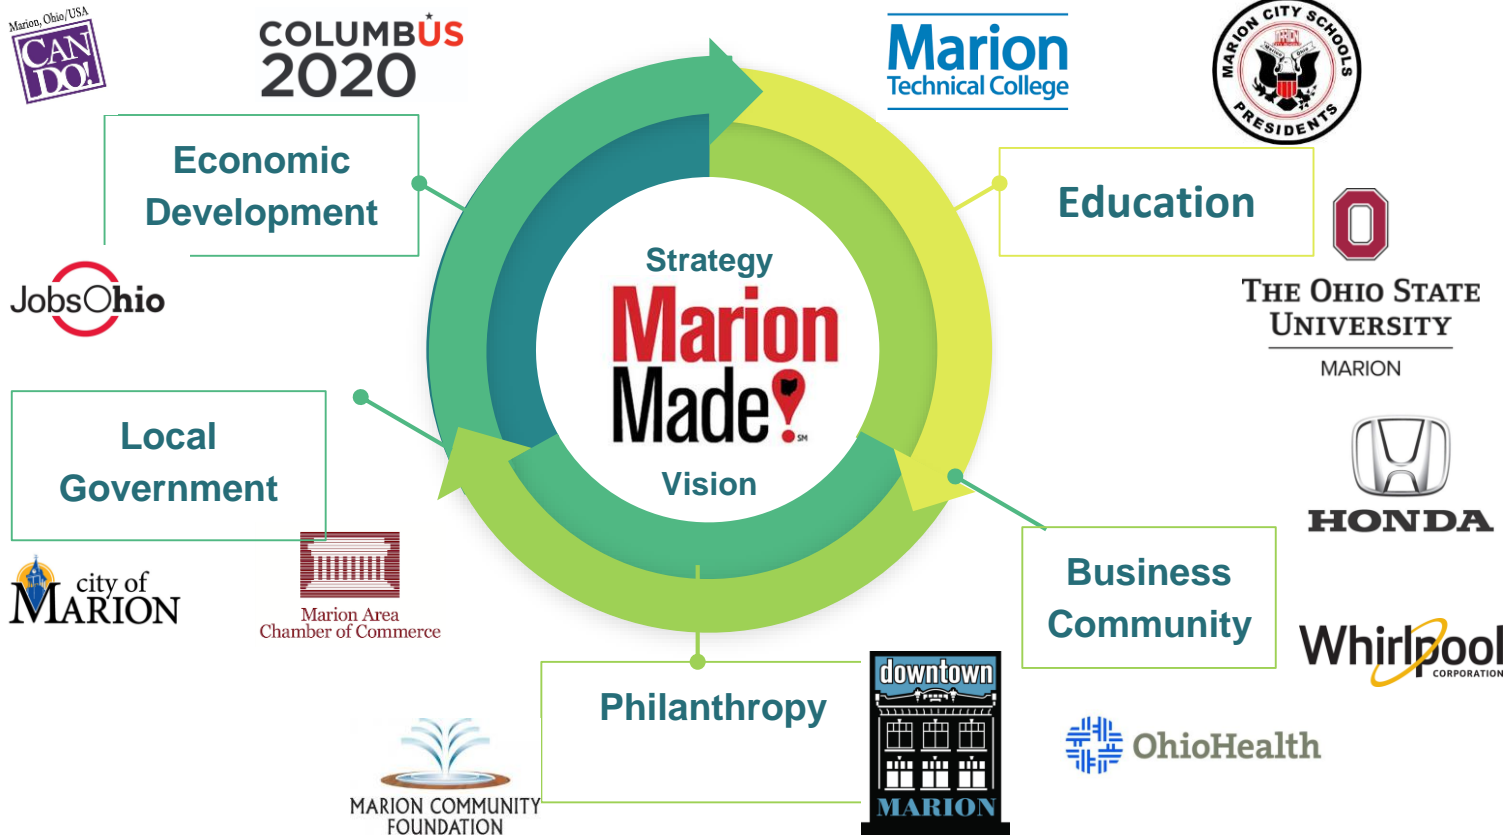 Marion, Ohio/USA
CAN
DO!
COLUMBUS
2020
Marion
Technical College
MARION CITY SCHOOLS
MARION
PRESIDENTS
Economic
Development
Education
JobsOhio
Strategy
Marion
Made!
SM
Vision
THE OHIO STATE
UNIVERSITY
MARION
Local
Government
HONDA
city of
MARION
Marion Area
Chamber of Commerce
Business
Community
Whirlpool
CORPORATION
Philanthropy
downtown
MARION
OhioHealth
MARION COMMUNITY
FOUNDATION